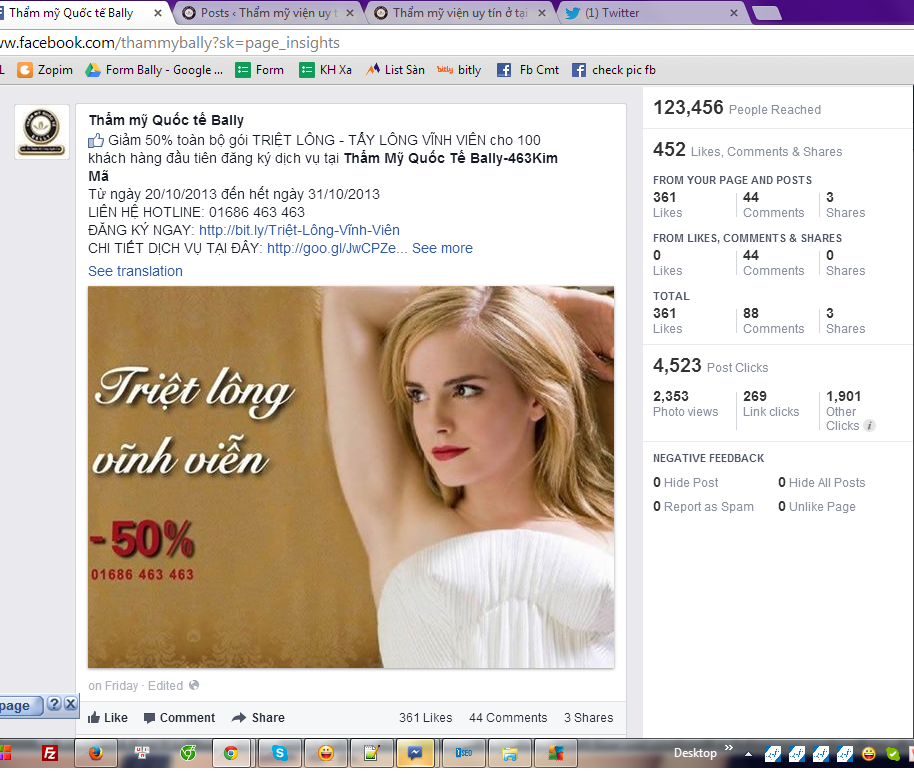 Thẩm mỹ Quốc tế Bally
Posts ‹ Thẩm mỹ viện uy t
Thẩm mỹ viện uy tín ở tại
(1) Twitter
ww.facebook.com/thammybally?sk=page_insights
L
Zopim
Form Bally - Google ...
Form
KH Xa
List Sàn
bitly bitly
Fb Cmt
check pic fb
Thẩm mỹ Quốc tế Bally
Giảm 50% toàn bộ gói TRIỆT LÔNG - TẨY LÔNG VĨNH VIỄN cho 100
khách hàng đầu tiên đăng ký dịch vụ tại Thẩm Mỹ Quốc Tế Bally-463Kim
Mã
Từ ngày 20/10/2013 đến hết ngày 31/10/2013
LIÊN HỆ HOTLINE: 01686 463 463
ĐĂNG KÝ NGAY: http://bit.ly/Triệt-Lông-Vĩnh-Viên
CHI TIẾT DỊCH VỤ TẠI ĐÂY: http://goo.gl/JwCPZe... See more
See translation
Triệt lông
vĩnh viễn
-50%
01686 463 463
on Friday · Edited
Like Comment Share 361 Likes 44 Comments 3 Shares
123,456 People Reached
452 Likes, Comments & Shares
FROM YOUR PAGE AND POSTS
361 44 3
Likes Comments Shares
FROM LIKES, COMMENTS & SHARES
0 44 0
Likes Comments Shares
TOTAL
361 88 3
Likes Comments Shares
4,523 Post Clicks
2,353 269 1,901
Photo views Link clicks Other
Clicks i
NEGATIVE FEEDBACK
0 Hide Post 0 Hide All Posts
0 Report as Spam 0 Unlike Page
page ? X
Fz
S
SEO
Desktop »